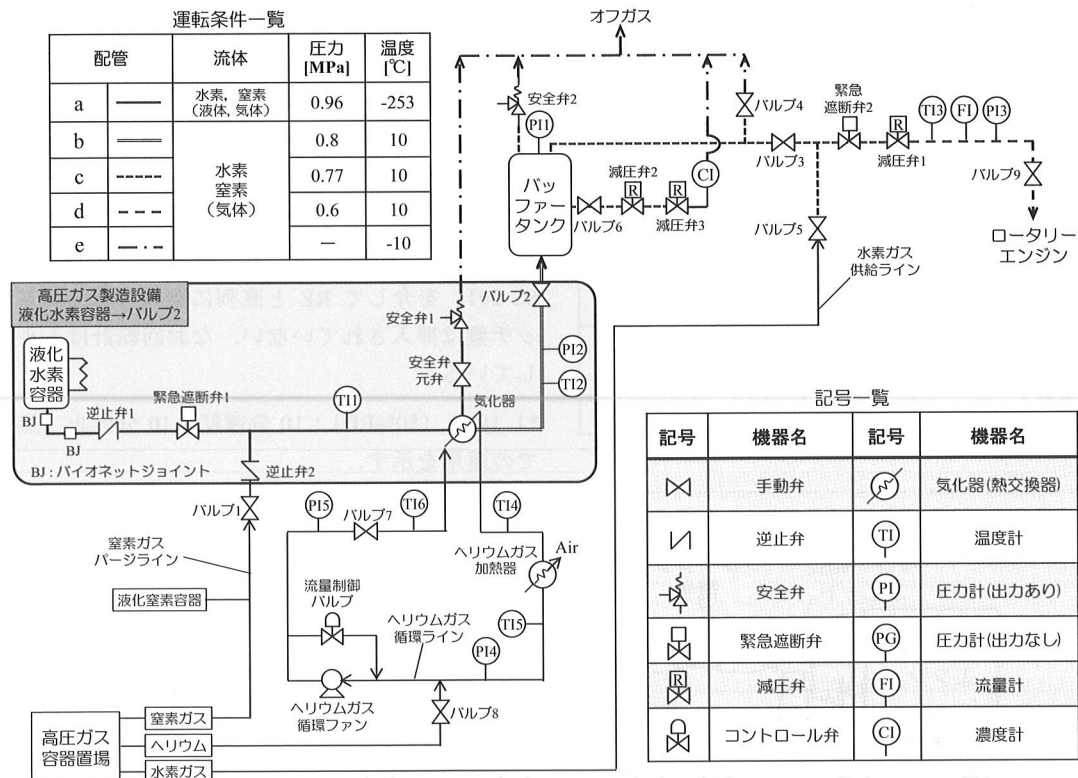 運転条件一覧
配管
流体
圧力
[MPa]
温度
[℃]
a
水素，窒素
(液体，気体)
0.96
-253
b
0.8
10
c
水素
窒素
(気体)
0.77
10
d
0.6
10
e
－
-10
オフガス
安全弁2
PI1
バッ
ファー
タンク
バルブ4
緊急
遮断弁2
TI3
FI
PI3
R
減圧弁1
バルブ3
バルブ9
減圧弁2
R
R
CI
バルブ6
減圧弁3
バルブ5
ロータリー
エンジン
水素ガス
供給ライン
高圧ガス製造設備
液化水素容器→バルブ2
バルブ2
安全弁1
安全弁
元弁
PI2
TI2
気化器
液化
水素
容器
緊急遮断弁1
逆止弁1
TI1
BJ
BJ
BJ：バイオネットジョイント
逆止弁2
バルブ1
PI5
バルブ7
TI6
TI4
窒素ガス
パージライン
ヘリウムガス
加熱器
Air
液化窒素容器
流量制御
バルブ
ヘリウムガス
循環ライン
TI5
PI4
ヘリウムガス
循環ファン
バルブ8
高圧ガス
容器置場
窒素ガス
ヘリウム
水素ガス
記号一覧
記号
機器名
記号
機器名
手動弁
気化器(熱交換器)
逆止弁
TI
温度計
安全弁
PI
圧力計(出力あり)
緊急遮断弁
PG
圧力計(出力なし)
R
減圧弁
FI
流量計
コントロール弁
CI
濃度計